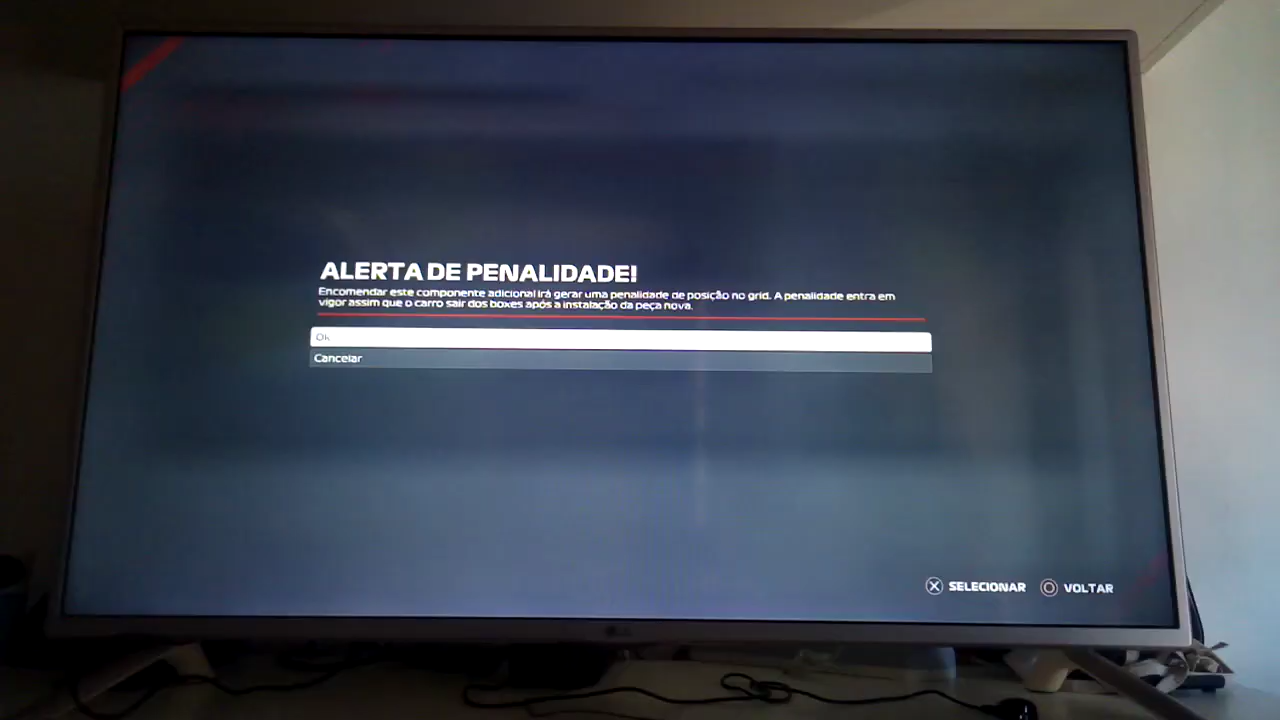 ALERTA DE PENALIDADE!
Encomendar este componente adicional irá gerar uma penalidade de posição no grid. A penalidade entra em
vigor assim que o carro sair dos boxes após a instalação da peça nova.
Ok
Cancelar
SELECIONAR VOLTAR
LG